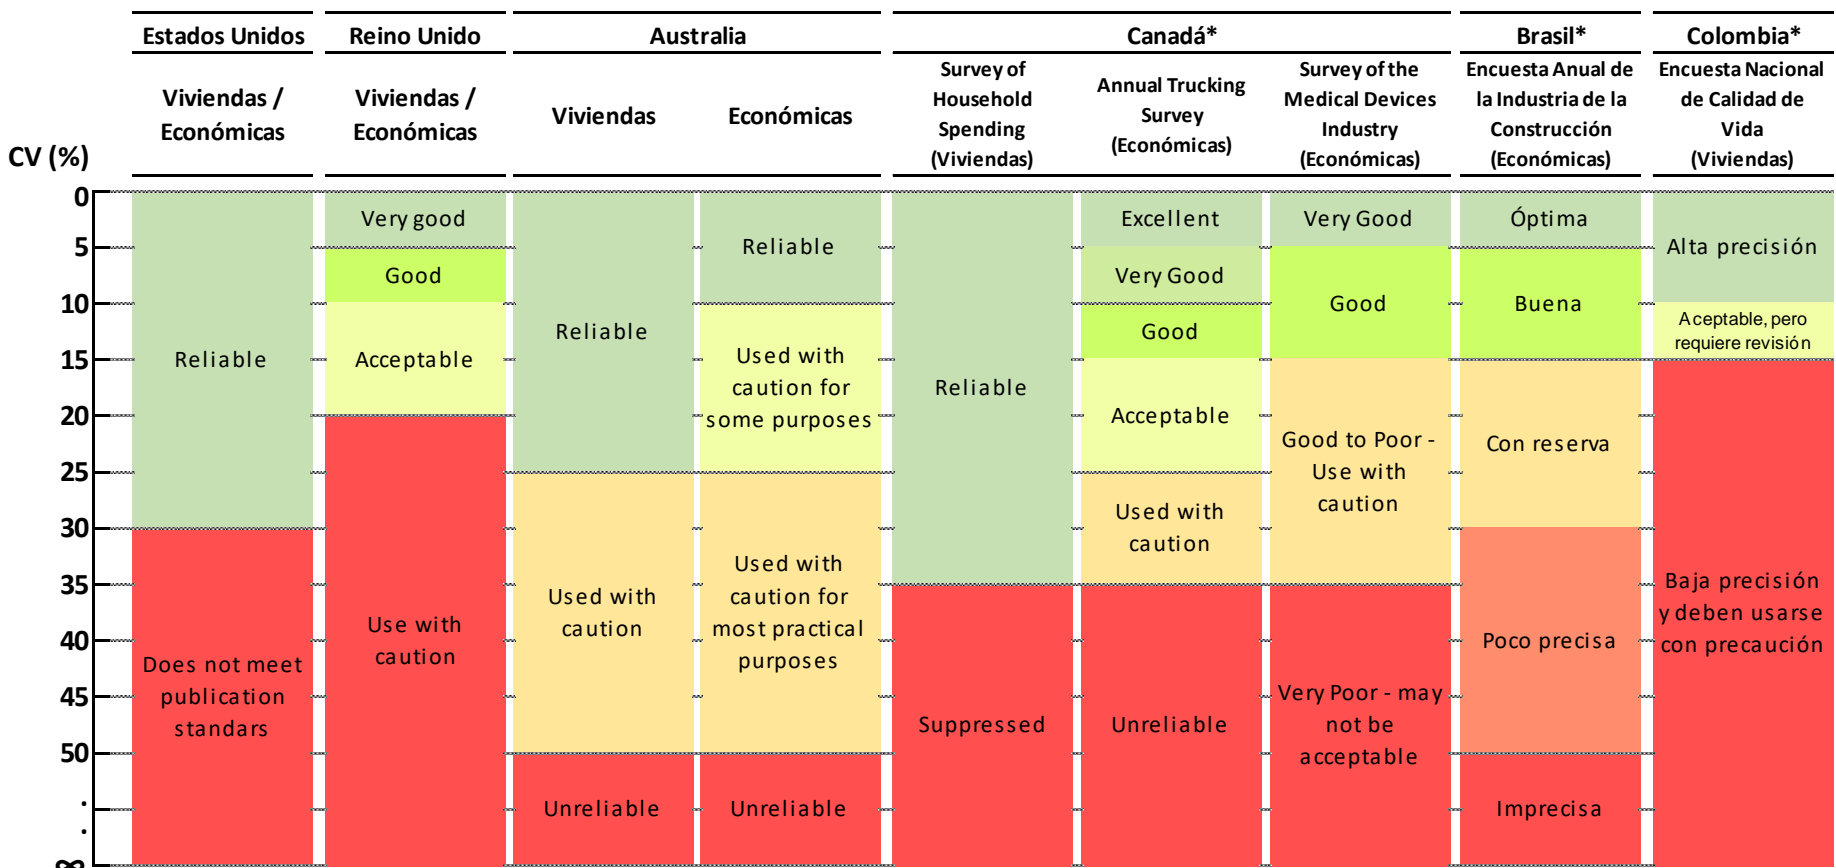 Estados Unidos
Reino Unido
Australia
Canadá*
Brasil*
Colombia*
Viviendas /
Económicas
Viviendas /
Económicas
Viviendas
Económicas
Survey of
Household
Spending
(Viviendas)
Annual Trucking
Survey
(Económicas)
Survey of the
Medical Devices
Industry
(Económicas)
Encuesta Anual de
la Industria de la
Construcción
(Económicas)
Encuesta Nacional
de Calidad de
Vida
(Viviendas)
CV (%)
0
5
10
15
20
25
30
35
40
45
50
.
.
∞
Reliable
Does not meet
publication
standars
Very good
Good
Acceptable
Use with
caution
Reliable
Used with
caution
Unreliable
Reliable
Used with
caution for
some purposes
Used with
caution for
most practical
purposes
Unreliable
Reliable
Suppressed
Excellent
Very Good
Good
Acceptable
Used with
caution
Unreliable
Very Good
Good
Good to Poor -
Use with
caution
Very Poor - may
not be
acceptable
Óptima
Buena
Con reserva
Poco precisa
Imprecisa
Alta precisión
Aceptable, pero
requiere revisión
Baja precisión
y deben usarse
con precaución